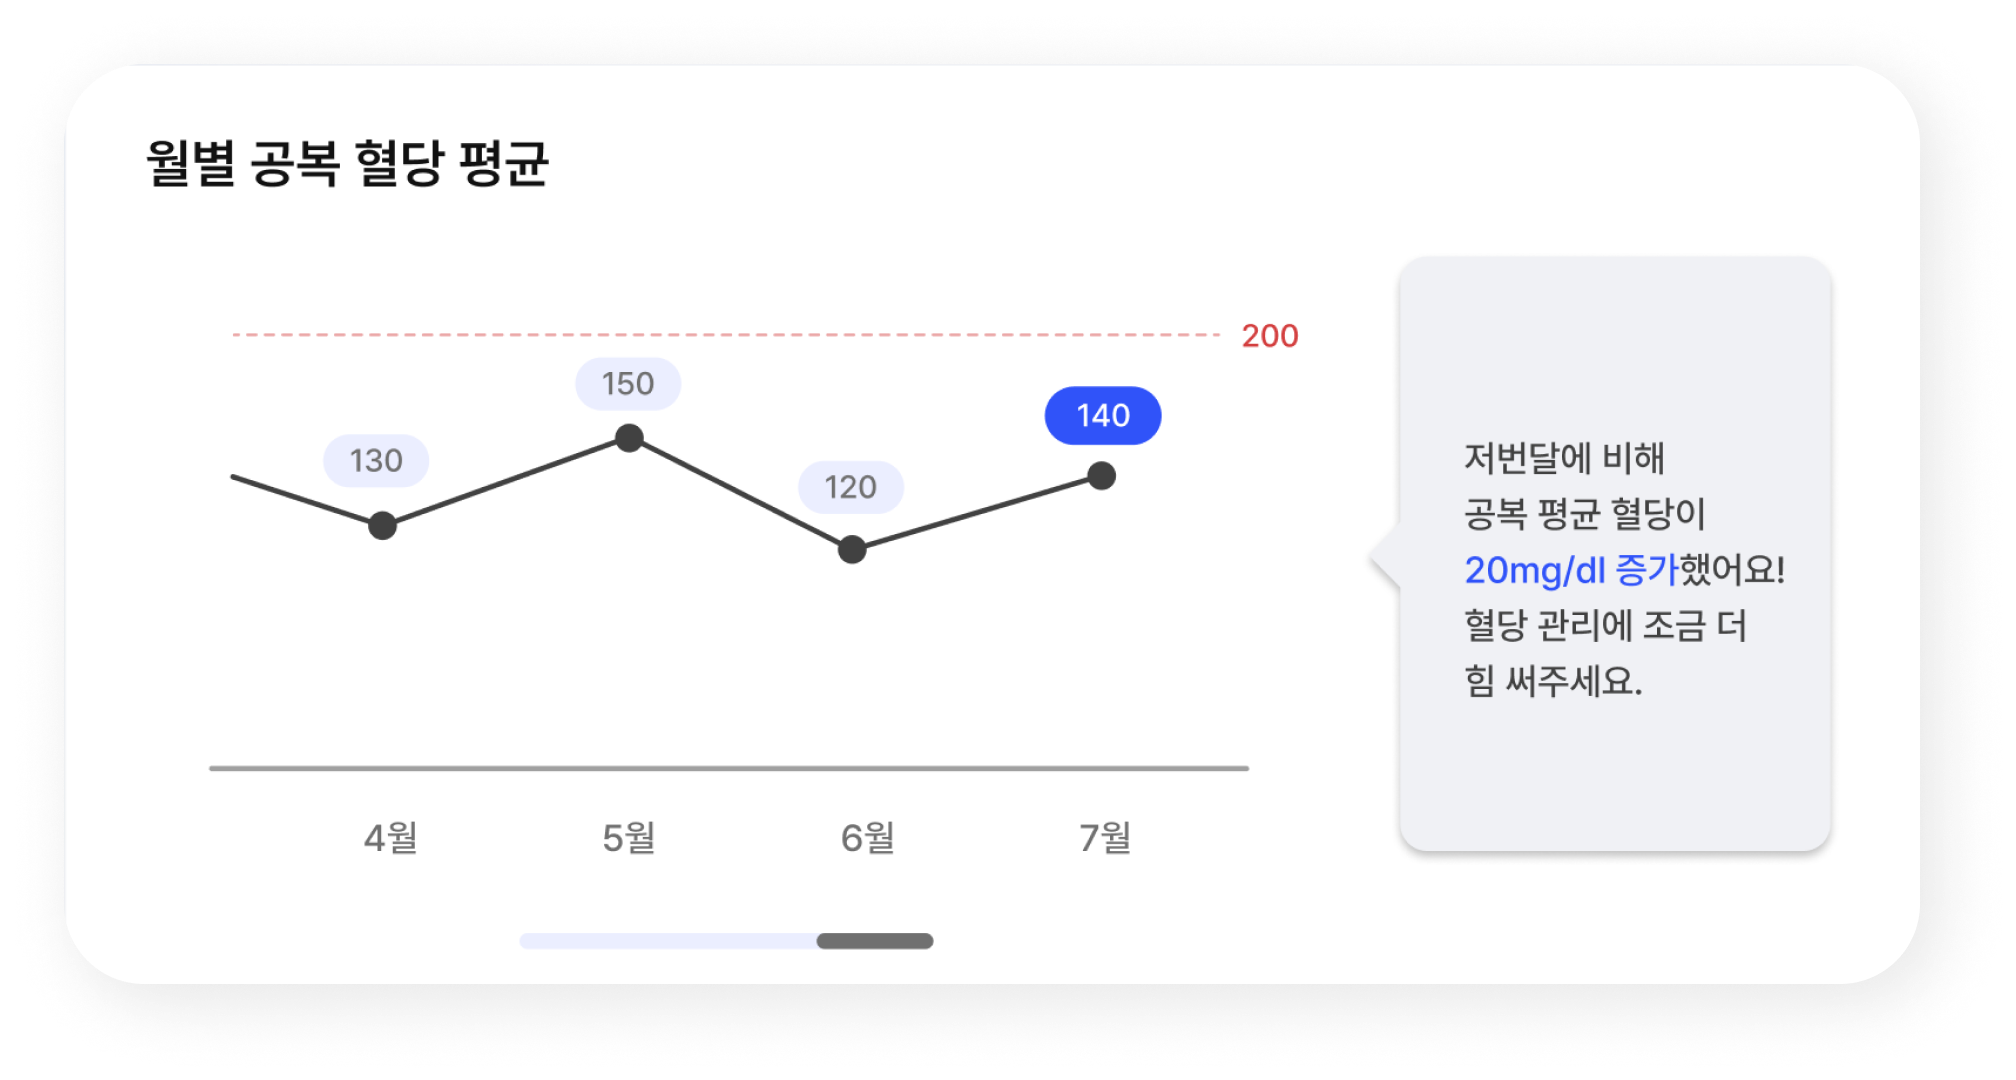 월별 공복 혈당 평균
200
150
140
130
120
저번달에 비해
공복 평균 혈당이
20mg/dl 증가했어요!
혈당 관리에 조금 더
힘 써주세요.
4월
5월
6월
7월